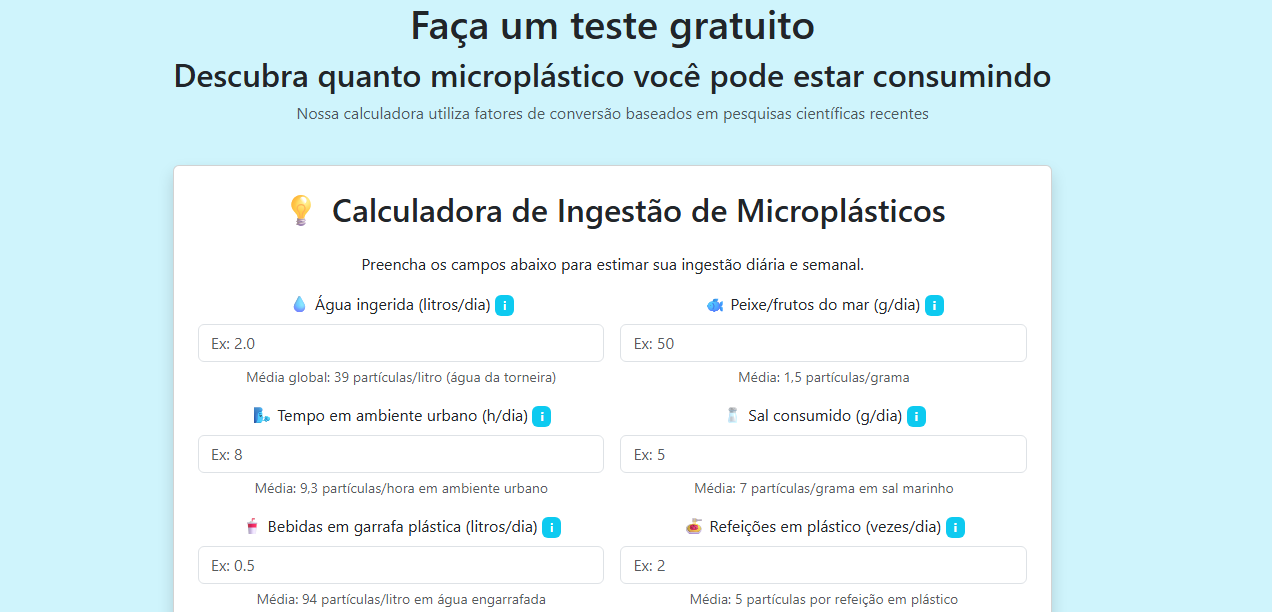 Faça um teste gratuito
Descubra quanto microplástico você pode estar consumindo
Nossa calculadora utiliza fatores de conversão baseados em pesquisas científicas recentes
💡 Calculadora de Ingestão de Microplásticos
Preencha os campos abaixo para estimar sua ingestão diária e semanal.
💧 Água ingerida (litros/dia) i
Ex: 2.0
Média global: 39 partículas/litro (água da torneira)
🐟 Peixe/frutos do mar (g/dia) i
Ex: 50
Média: 1,5 partículas/grama
🌬️ Tempo em ambiente urbano (h/dia) i
Ex: 8
Média: 9,3 partículas/hora em ambiente urbano
🧂 Sal consumido (g/dia) i
Ex: 5
Média: 7 partículas/grama em sal marinho
🥤 Bebidas em garrafa plástica (litros/dia) i
Ex: 0.5
Média: 94 partículas/litro em água engarrafada
🍝 Refeições em plástico (vezes/dia) i
Ex: 2
Média: 5 partículas por refeição em plástico